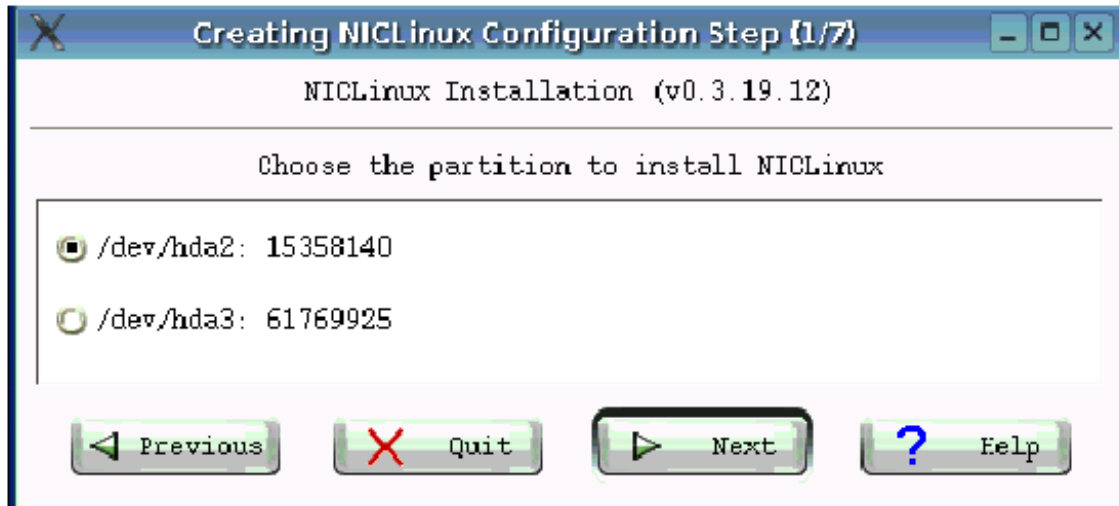 Creating NICLinux Configuration Step (1/7)
NICLinux Installation (v0.3.19.12)
Choose the partition to install NICLinux
/dev/hda2: 15358140
/dev/hda3: 61769925
Previous Quit Next Help